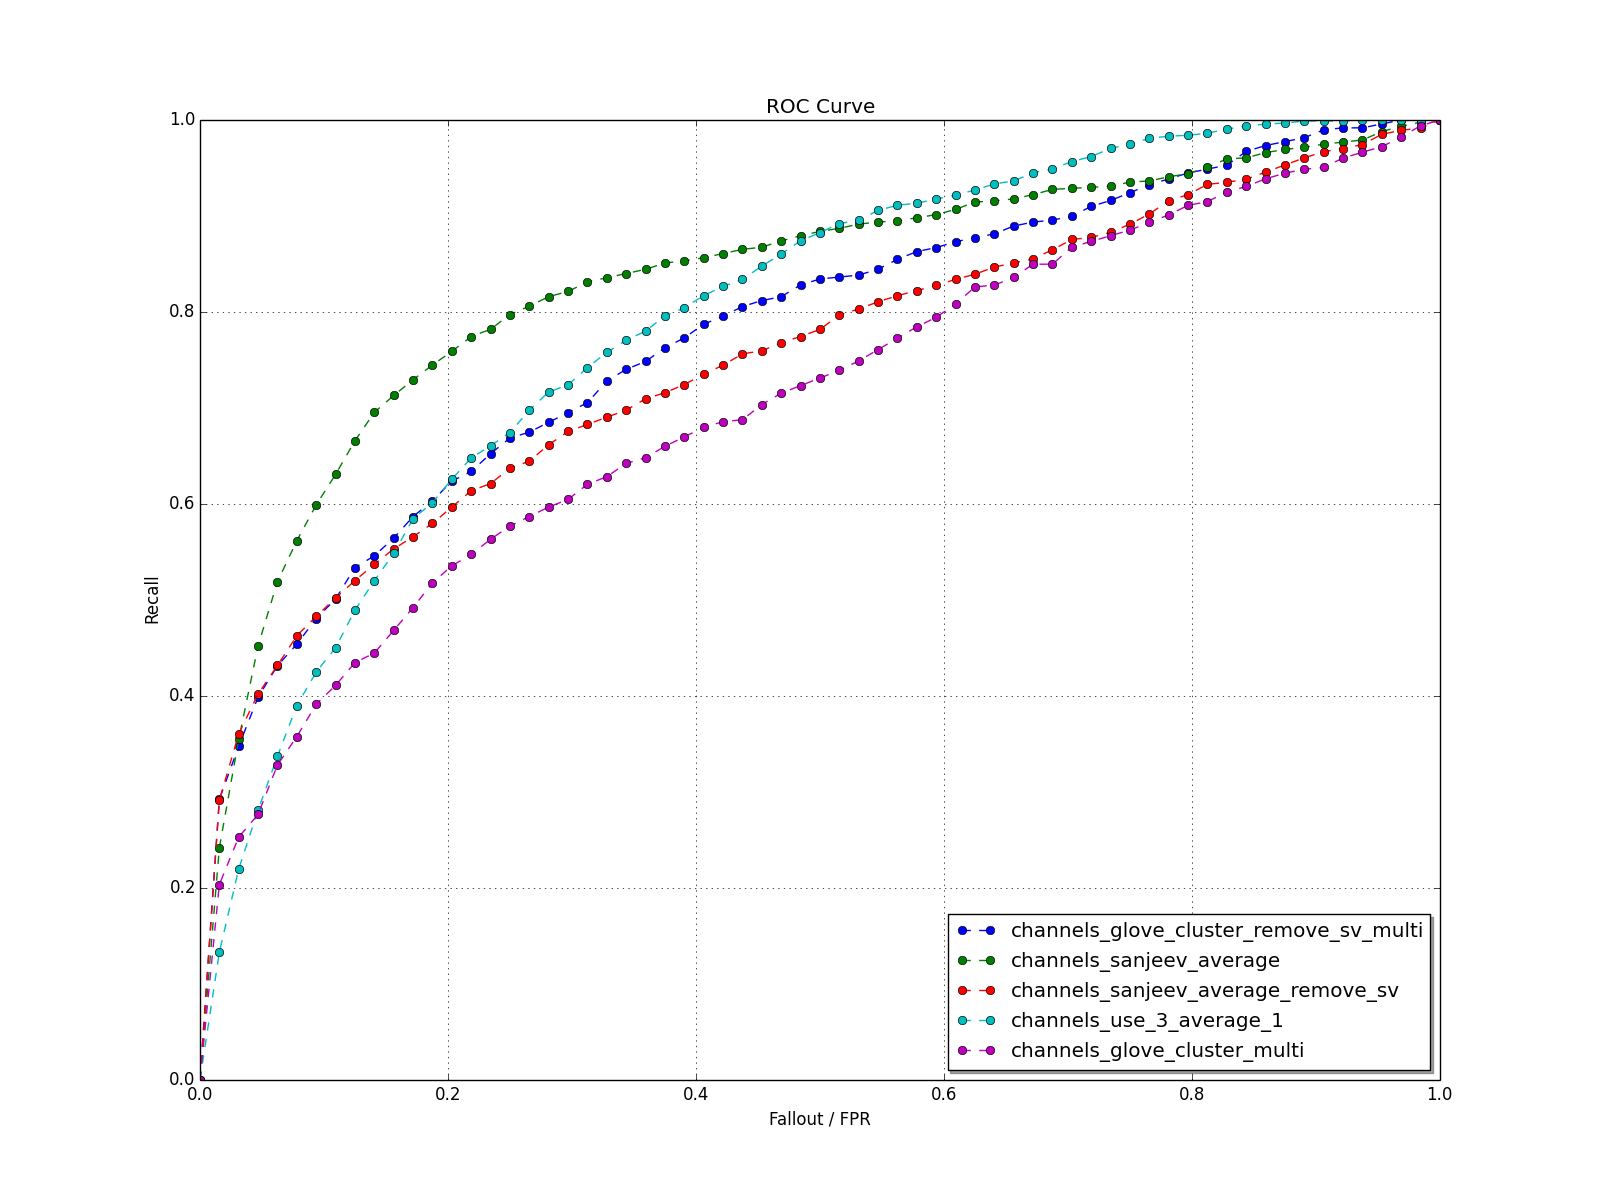 ROC Curve
1.0
0.8
0.6
0.4
0.2
0.0
Recall
0.0 0.2 0.4 0.6 0.8 1.0
Fallout / FPR
channels_glove_cluster_remove_sv_multi
channels_sanjeev_average
channels_sanjeev_average_remove_sv
channels_use_3_average_1
channels_glove_cluster_multi